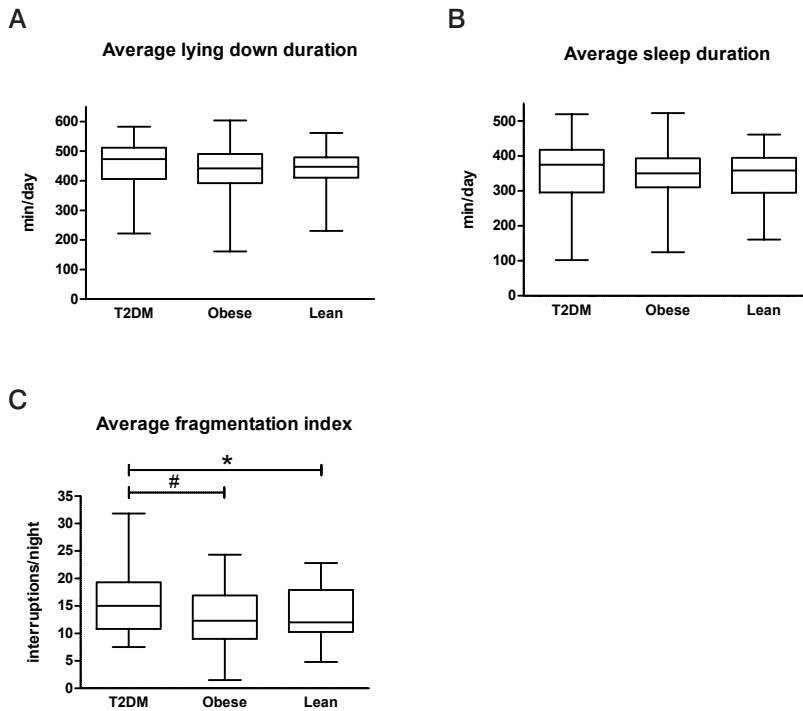 A
Average lying down duration
600
500
400
300
200
100
0
min/day
T2DM
Obese
Lean
B
Average sleep duration
500
400
300
200
100
0
min/day
T2DM
Obese
Lean
C
Average fragmentation index
*
#
35
30
25
20
15
10
5
0
interruptions/night
T2DM
Obese
Lean